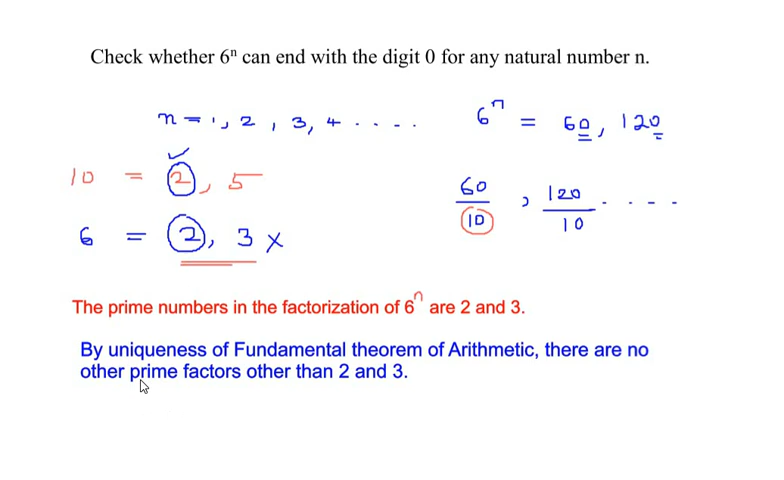 Check whether 6ⁿ can end with the digit 0 for any natural number n.
n = 1, 2, 3, 4 . . . .
6ⁿ = 60, 120
10 = 2, 5
60/10, 120/10 . . . .
6 = 2, 3 x
The prime numbers in the factorization of 6ⁿ are 2 and 3.
By uniqueness of Fundamental theorem of Arithmetic, there are no
other prime factors other than 2 and 3.